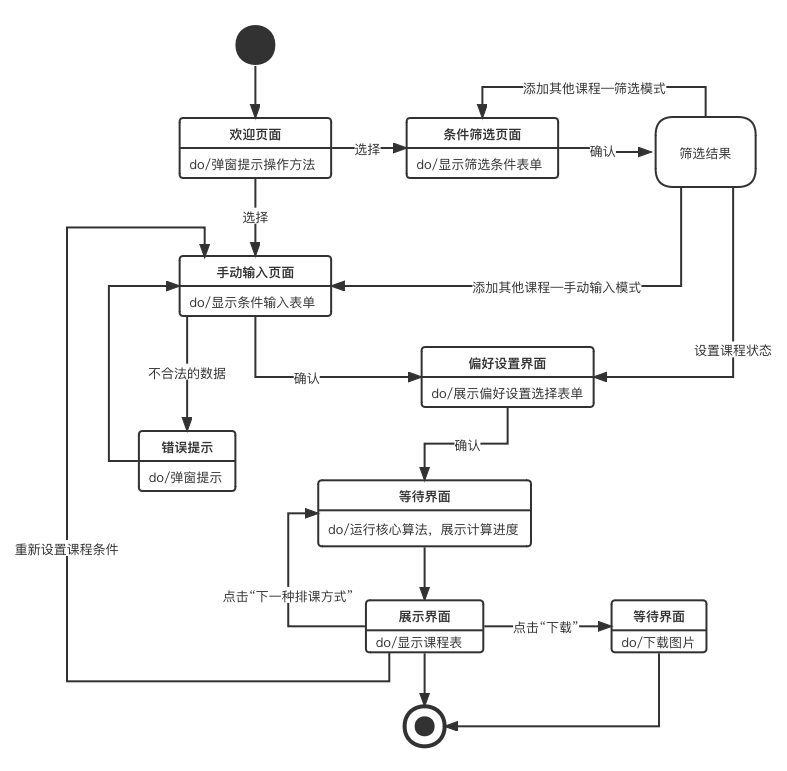 添加其他课程—筛选模式
欢迎页面
do/弹窗提示操作方法
选择
条件筛选页面
do/显示筛选条件表单
确认
筛选结果
选择
手动输入页面
do/显示条件输入表单
添加其他课程—手动输入模式
设置课程状态
不合法的数据
确认
偏好设置界面
do/展示偏好设置选择表单
错误提示
do/弹窗提示
确认
等待界面
do/运行核心算法，展示计算进度
重新设置课程条件
点击“下一种排课方式”
展示界面
do/显示课程表
点击“下载”
等待界面
do/下载图片